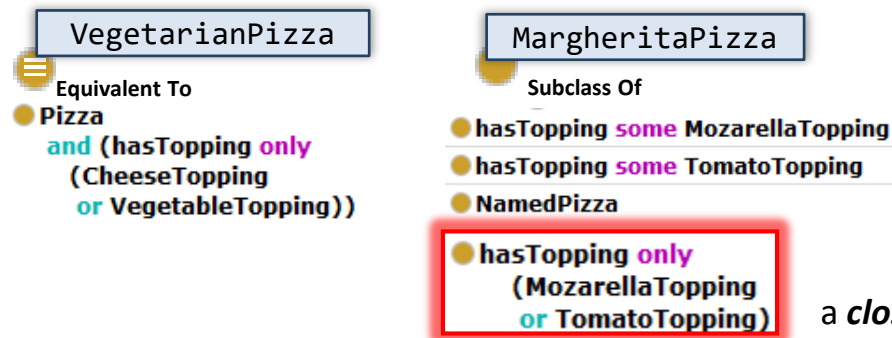 VegetarianPizza
Equivalent To
Pizza
and (hasTopping only
(CheeseTopping
or VegetableTopping))
MargheritaPizza
Subclass Of
hasTopping some MozarellaTopping
hasTopping some TomatoTopping
NamedPizza
hasTopping only
(MozarellaTopping
or TomatoTopping)
a